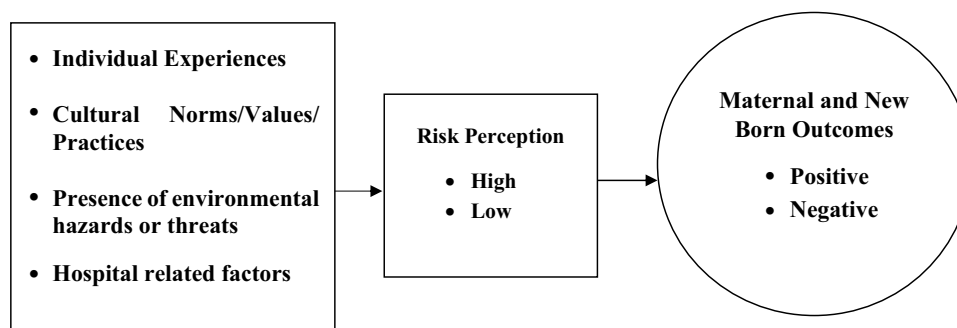 • Individual Experiences
• Cultural Norms/Values/
Practices
• Presence of environmental
hazards or threats
• Hospital related factors
Risk Perception
• High
• Low
Maternal and New
Born Outcomes
• Positive
• Negative